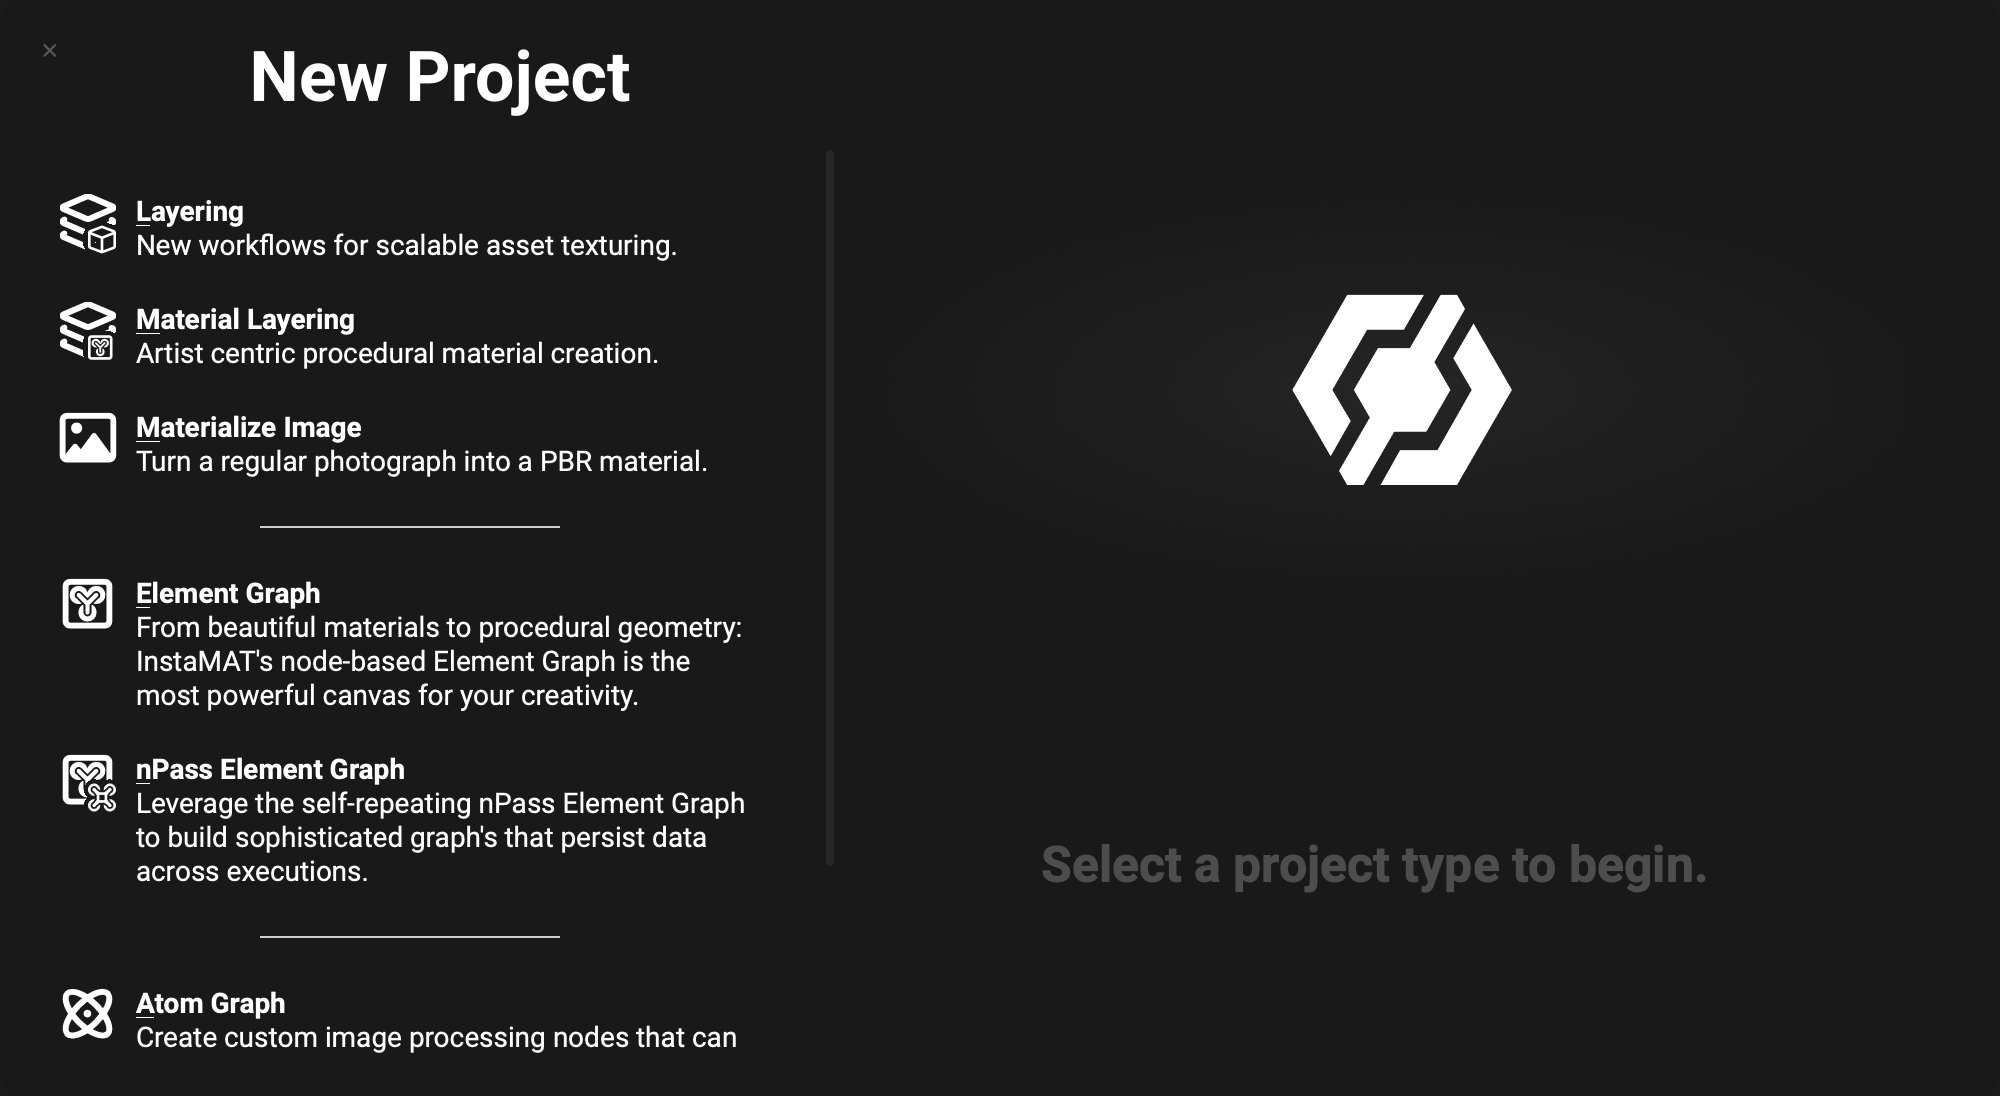 New Project
Layering
New workflows for scalable asset texturing.
Material Layering
Artist centric procedural material creation.
Materialize Image
Turn a regular photograph into a PBR material.
Element Graph
From beautiful materials to procedural geometry:
InstaMAT's node-based Element Graph is the
most powerful canvas for your creativity.
nPass Element Graph
Leverage the self-repeating nPass Element Graph
to build sophisticated graph's that persist data
across executions.
Atom Graph
Create custom image processing nodes that can
Select a project type to begin.